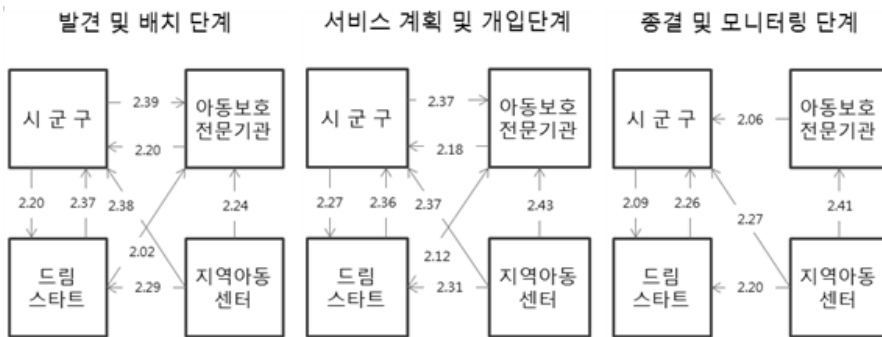 발견 및 배치 단계
시 군 구
2.39
2.20
아동보호
전문기관
2.20
2.37
2.38
2.24
2.02
드림
스타트
2.29
지역아동
센터
서비스 계획 및 개입단계
시 군 구
2.37
2.18
아동보호
전문기관
2.27
2.36
2.37
2.43
2.12
드림
스타트
2.31
지역아동
센터
종결 및 모니터링 단계
시 군 구
2.06
아동보호
전문기관
2.09
2.26
2.27
2.41
드림
스타트
2.20
지역아동
센터